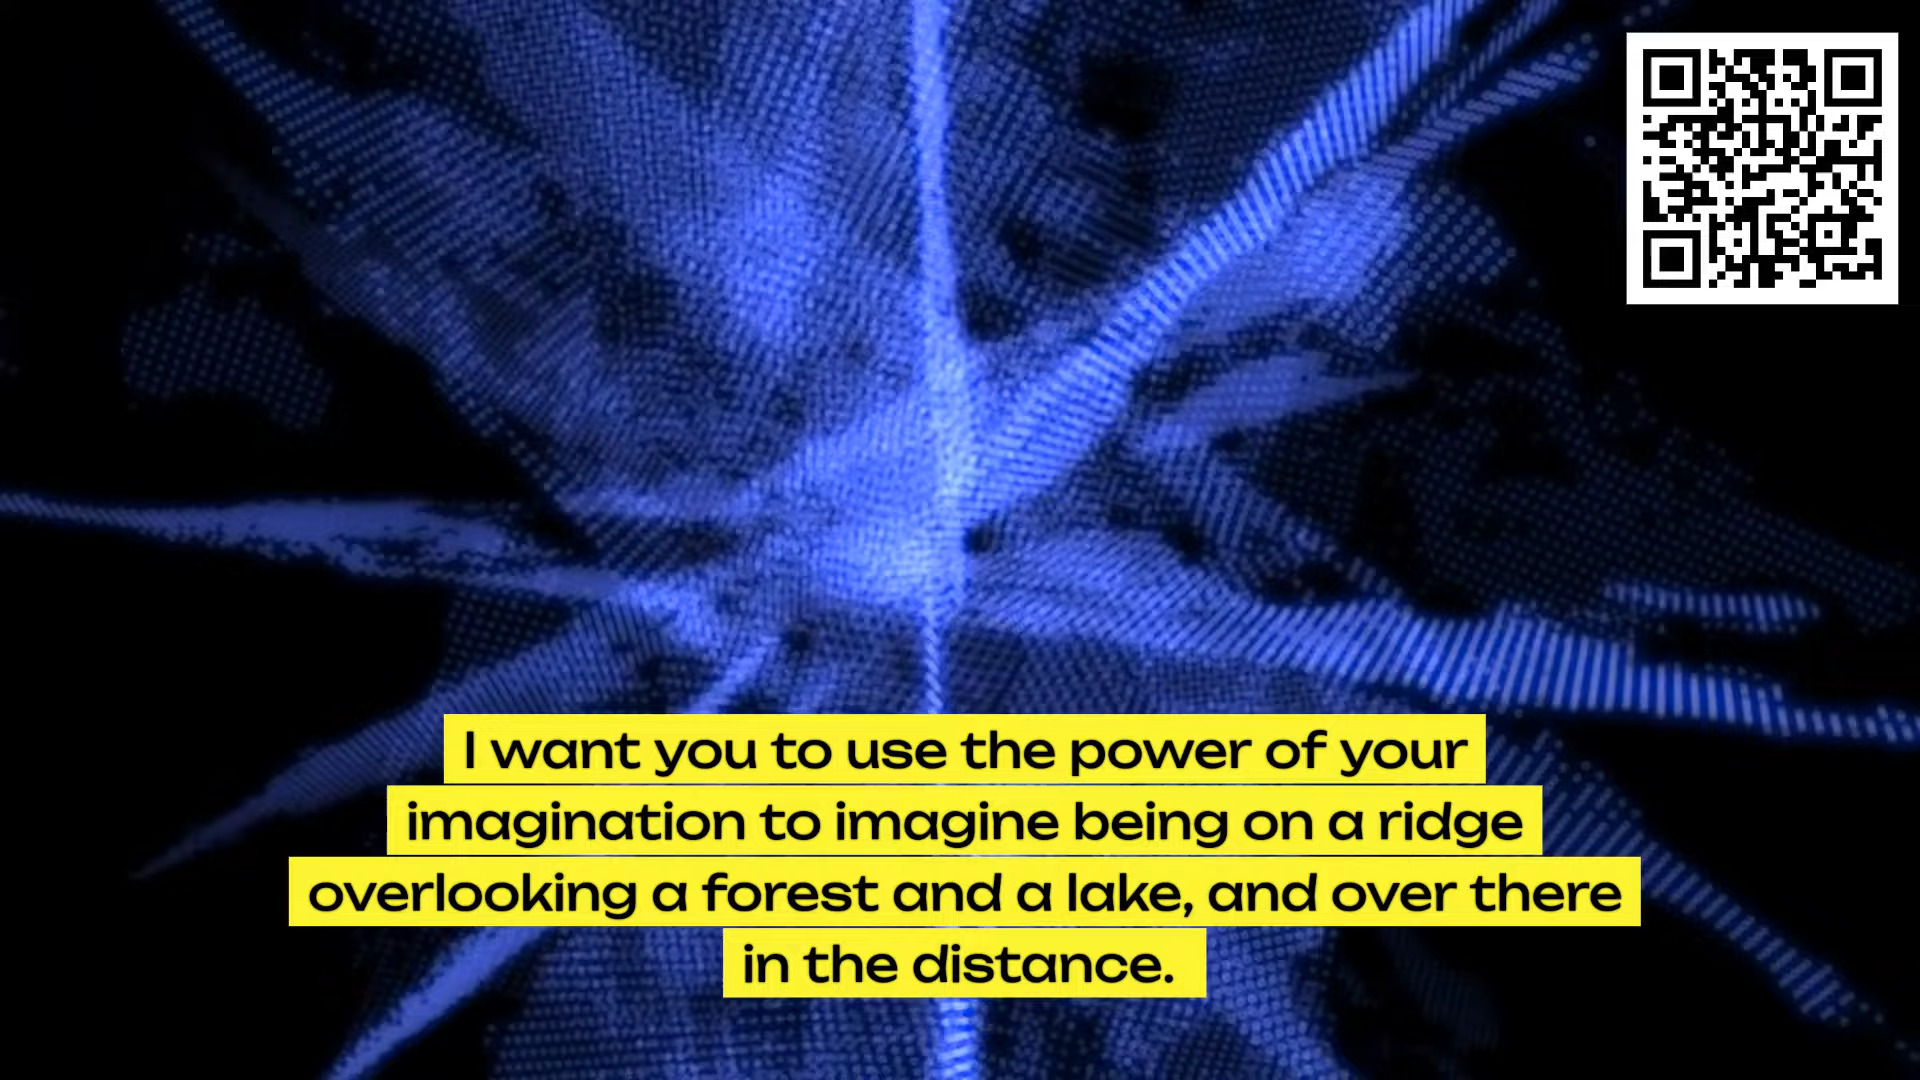 I want you to use the power of your
imagination to imagine being on a ridge
overlooking a forest and a lake, and over there
in the distance.